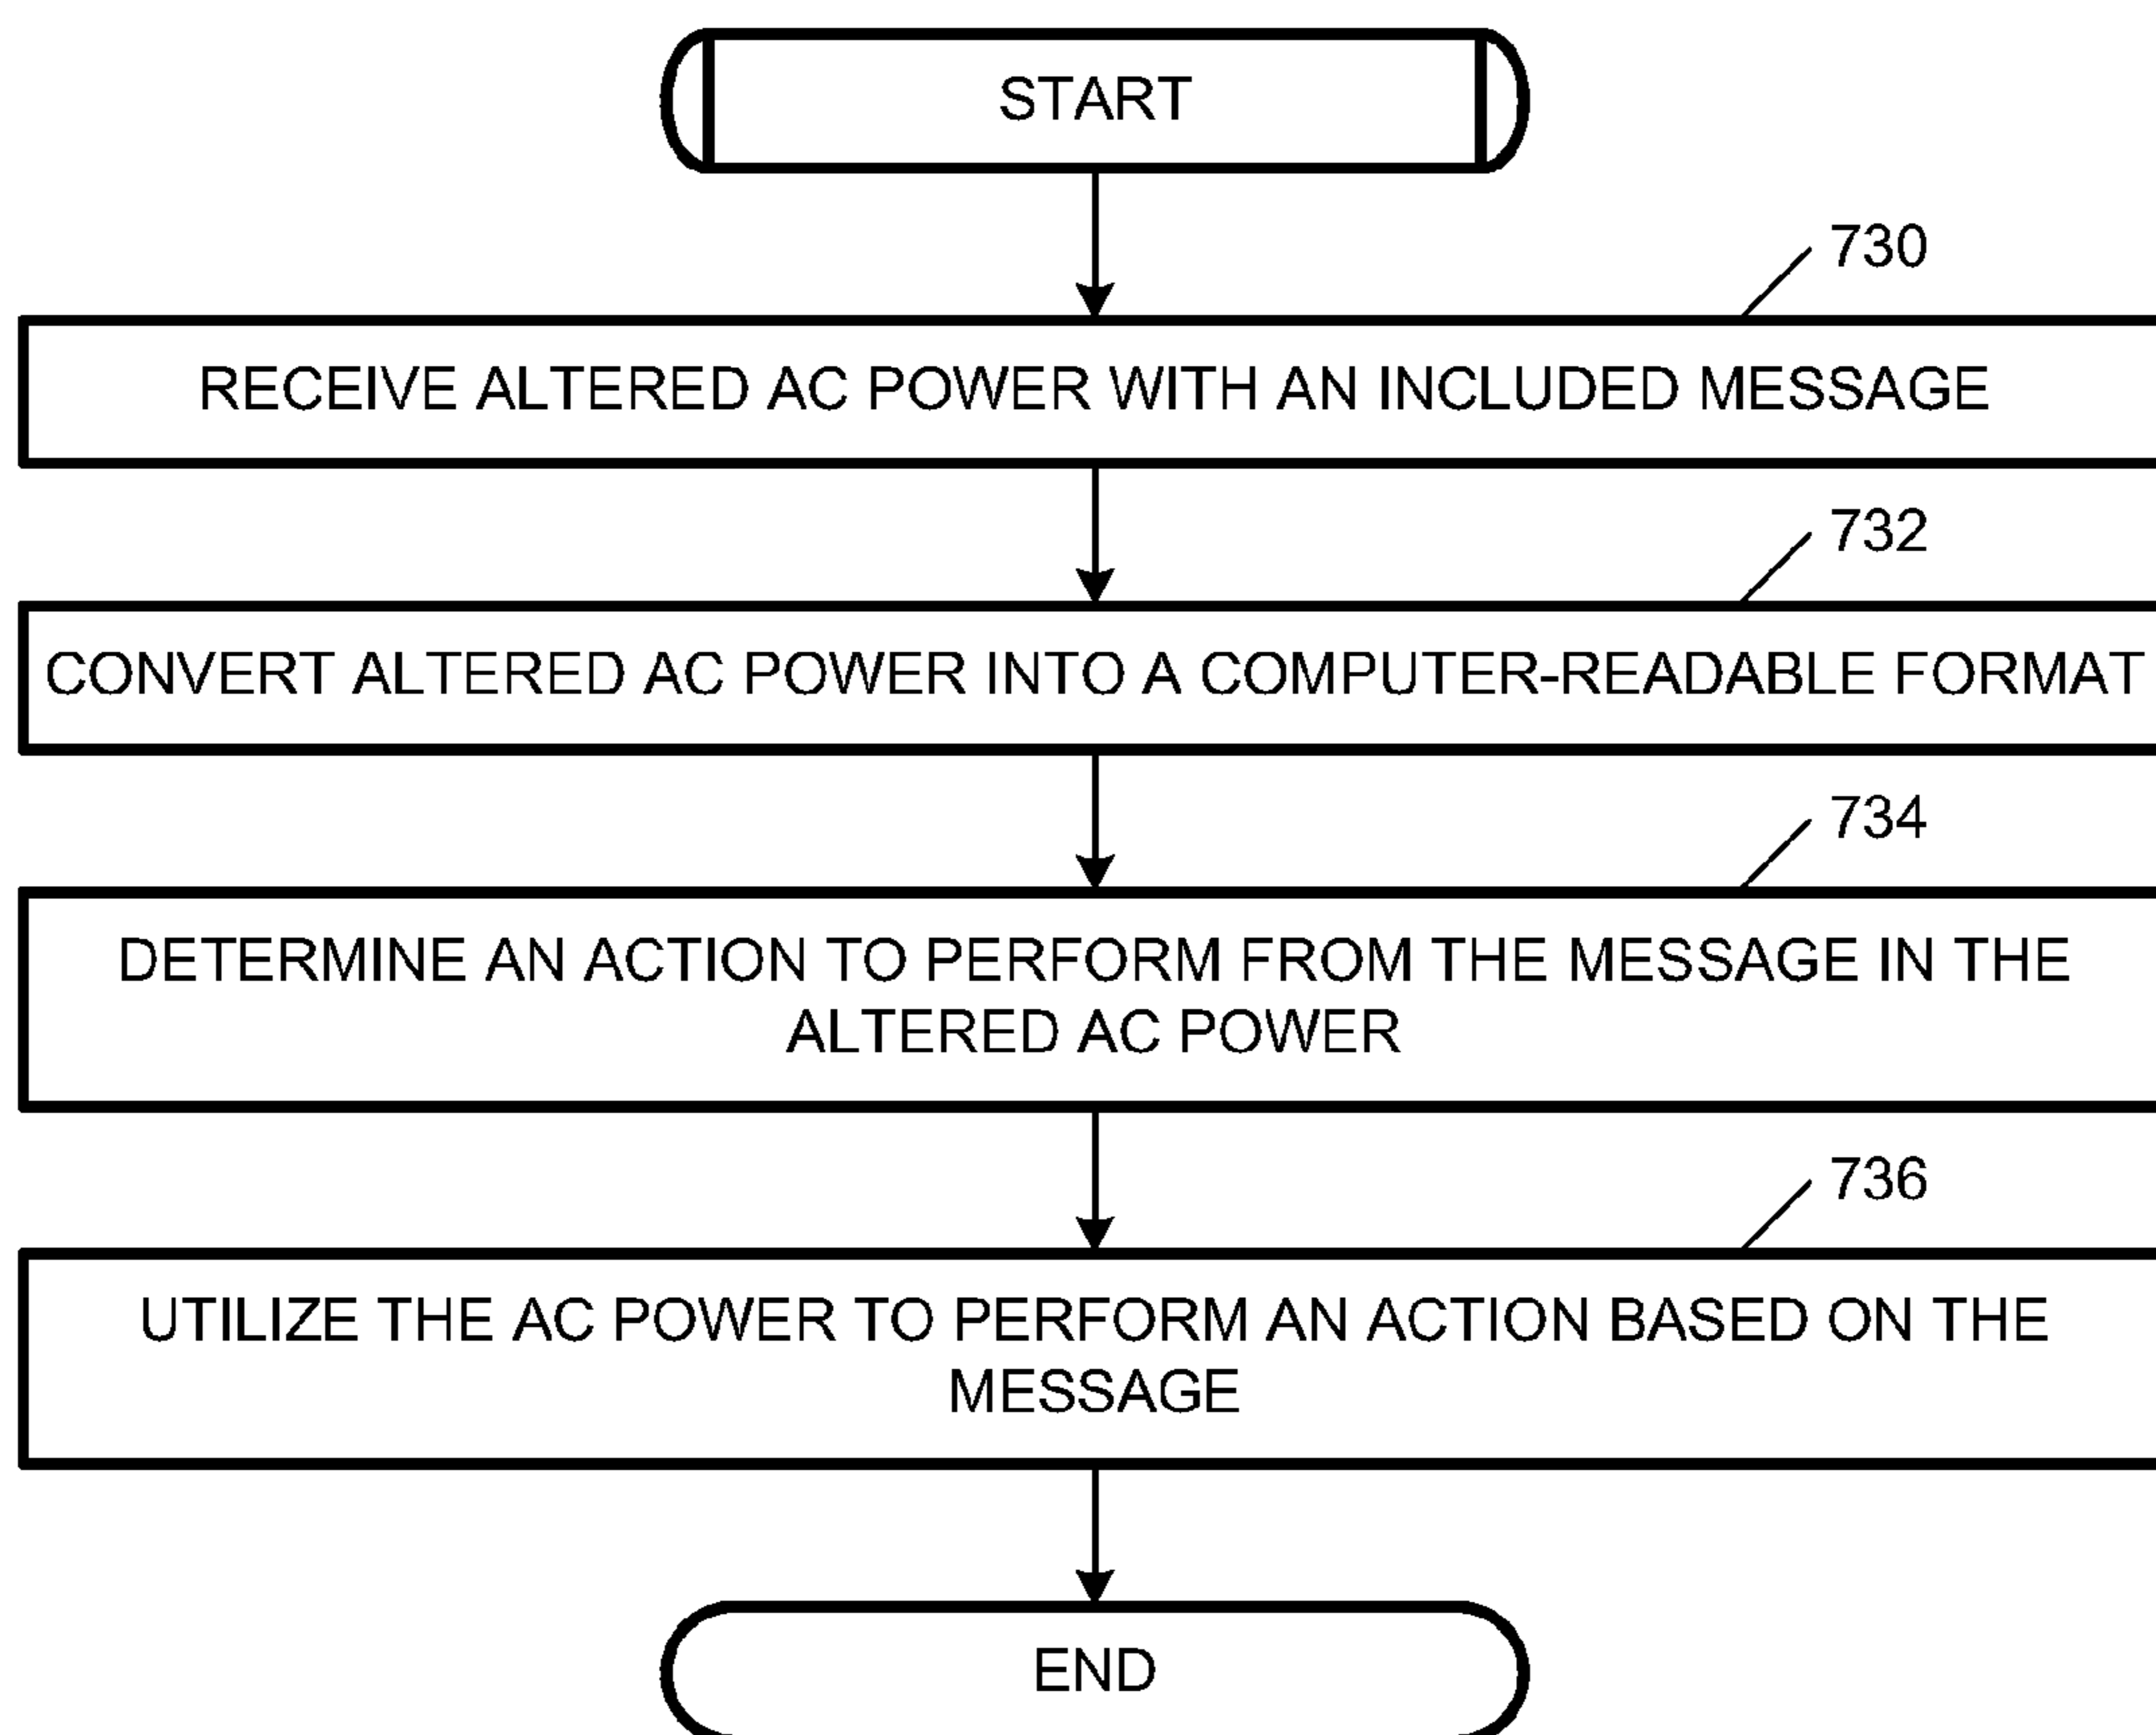 START
730
RECEIVE ALTERED AC POWER WITH AN INCLUDED MESSAGE
732
CONVERT ALTERED AC POWER INTO A COMPUTER-READABLE FORMAT
734
DETERMINE AN ACTION TO PERFORM FROM THE MESSAGE IN THE
ALTERED AC POWER
736
UTILIZE THE AC POWER TO PERFORM AN ACTION BASED ON THE
MESSAGE
END